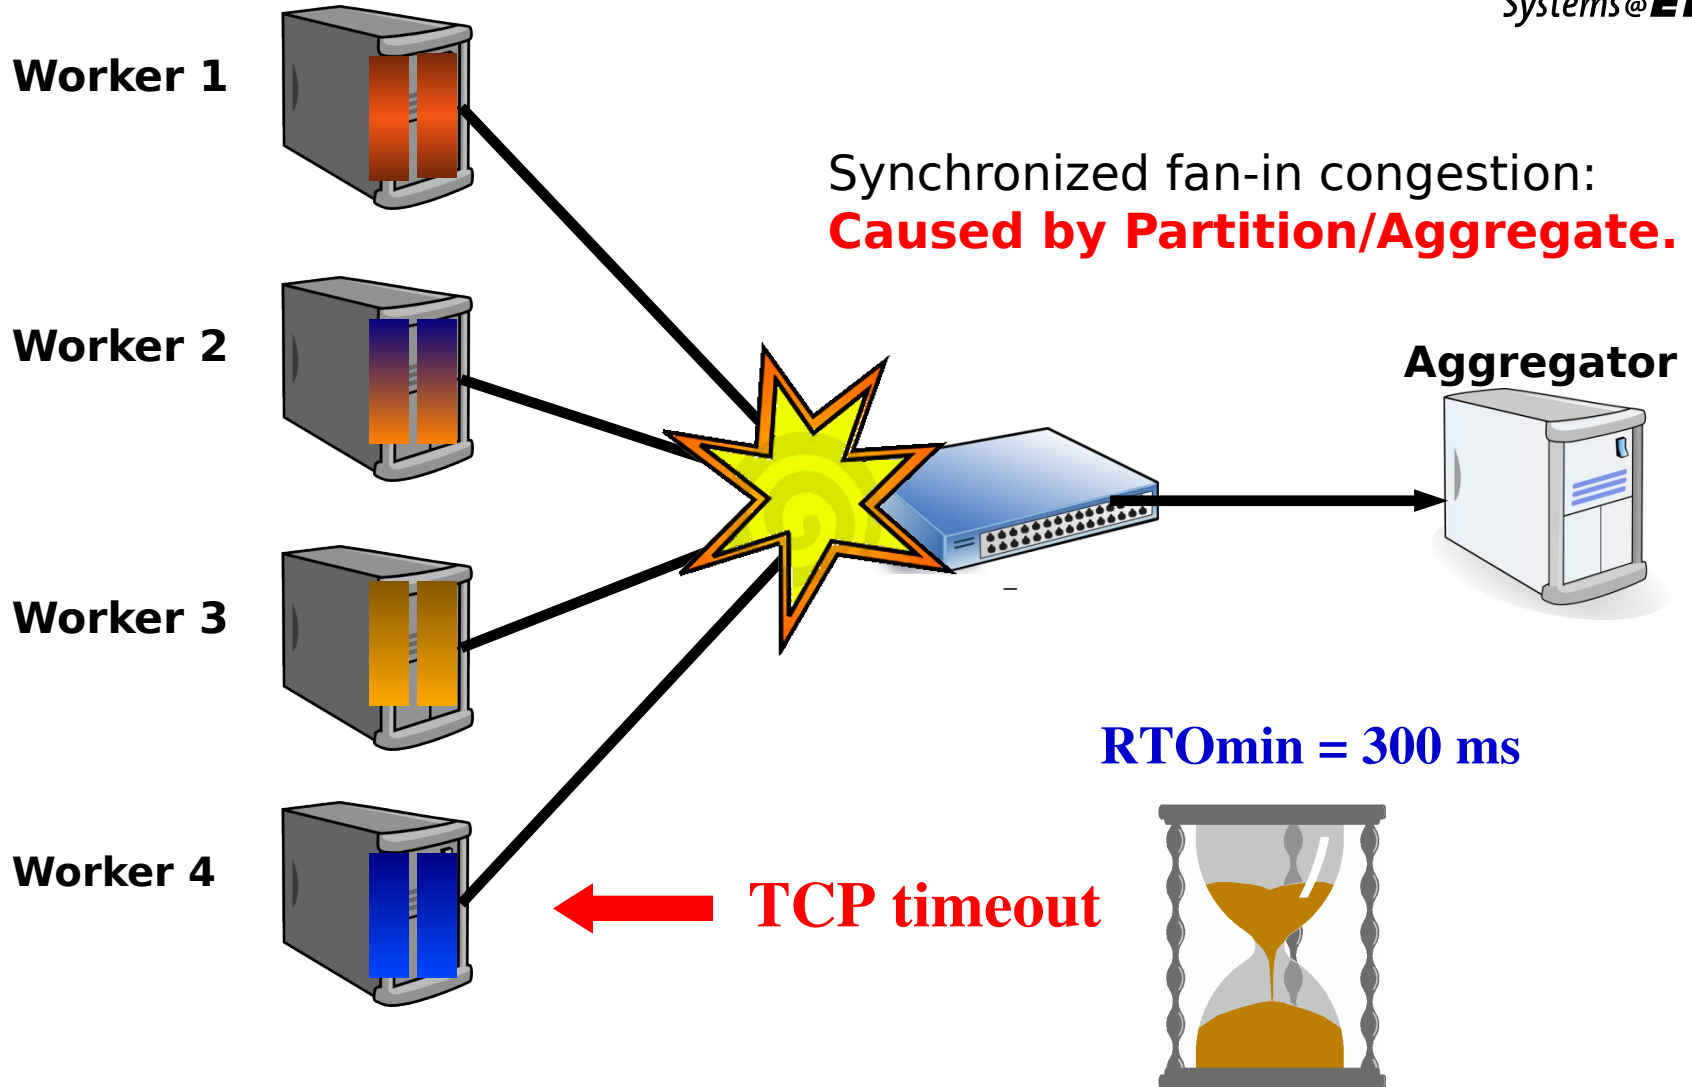 Systems@
Worker 1
Synchronized fan-in congestion:
Caused by Partition/Aggregate.
Worker 2
Aggregator
Worker 3
RTOmin = 300 ms
Worker 4
TCP timeout